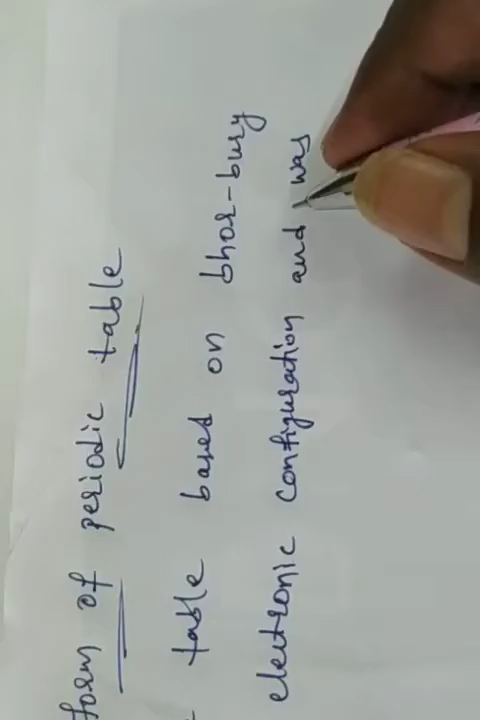 form of periodic table
table based on bhor-bury
electronic configuration and was